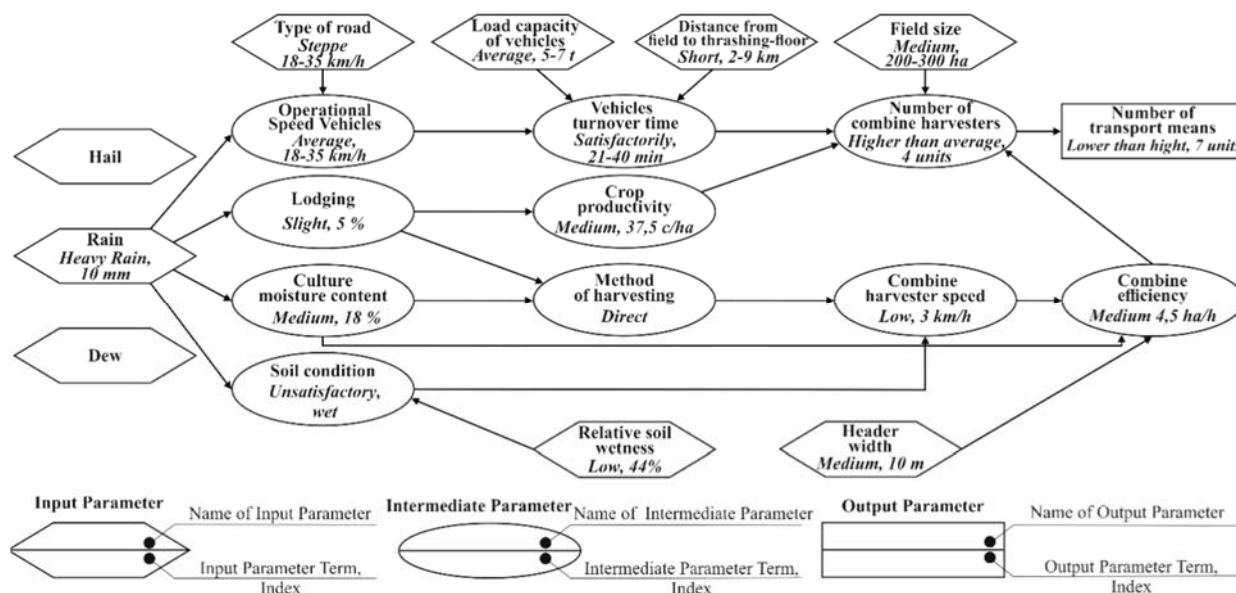 Type of road
Steppe
18-35 km/h
Load capacity
of vehicles
Average, 5-7 t
Distance from
field to thrashing-floor
Short, 2-9 km
Field size
Medium,
200-300 ha
Operational
Speed Vehicles
Average,
18-35 km/h
Vehicles
turnover time
Satisfactorily,
21-40 min
Number of
combine harvesters
Higher than average,
4 units
Number of
transport means
Lower than hight, 7 units
Hail
Lodging
Slight, 5 %
Crop
productivity
Medium, 37,5 c/ha
Rain
Heavy Rain,
10 mm
Culture
moisture content
Medium, 18 %
Method
of harvesting
Direct
Combine
harvester speed
Low, 3 km/h
Combine
efficiency
Medium 4,5 ha/h
Dew
Soil condition
Unsatisfactory,
wet
Relative soil
wetness
Low, 44%
Header
width
Medium, 10 m
Input Parameter
Name of Input Parameter
Input Parameter Term,
Index
Intermediate Parameter
Name of Intermediate Parameter
Intermediate Parameter Term,
Index
Output Parameter
Name of Output Parameter
Output Parameter Term,
Index